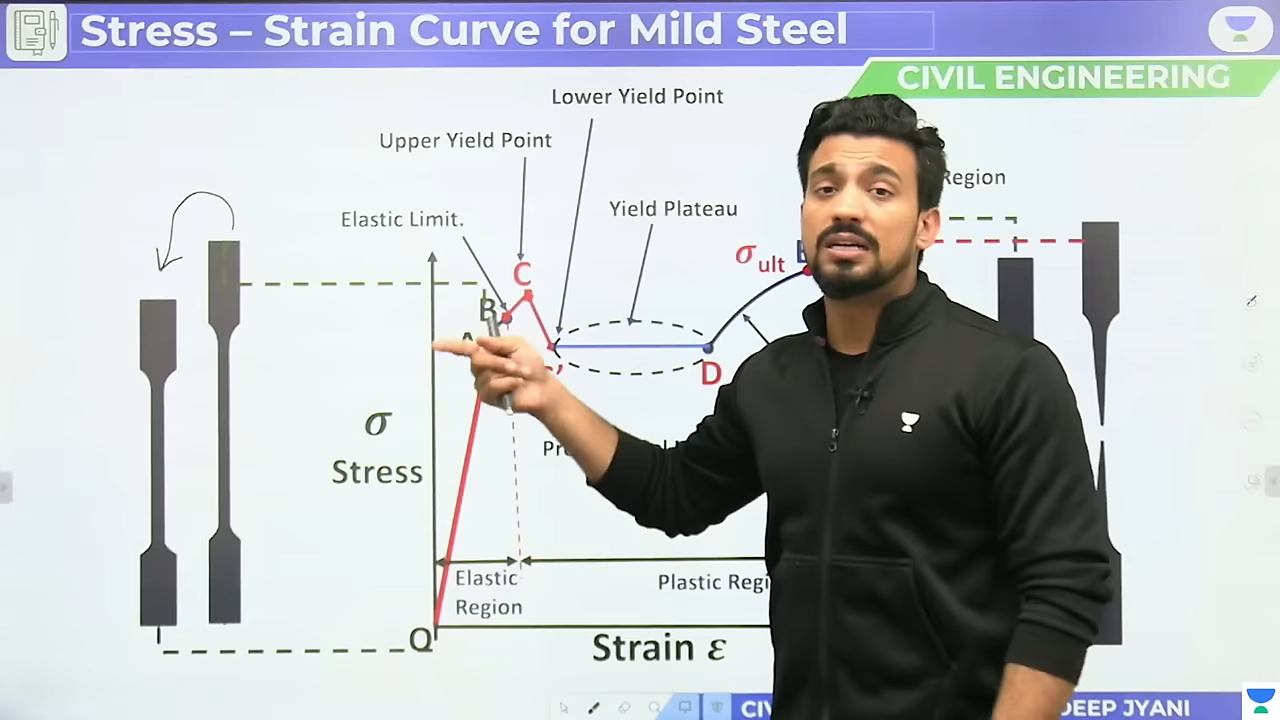 Stress – Strain Curve for Mild Steel
CIVIL ENGINEERING
Lower Yield Point
Upper Yield Point
Region
Elastic Limit.
Yield Plateau
σult
C
B
A
D
σ
Stress
Elastic
Region
Plastic Regi
O
Strain ε
DEEP JYANI